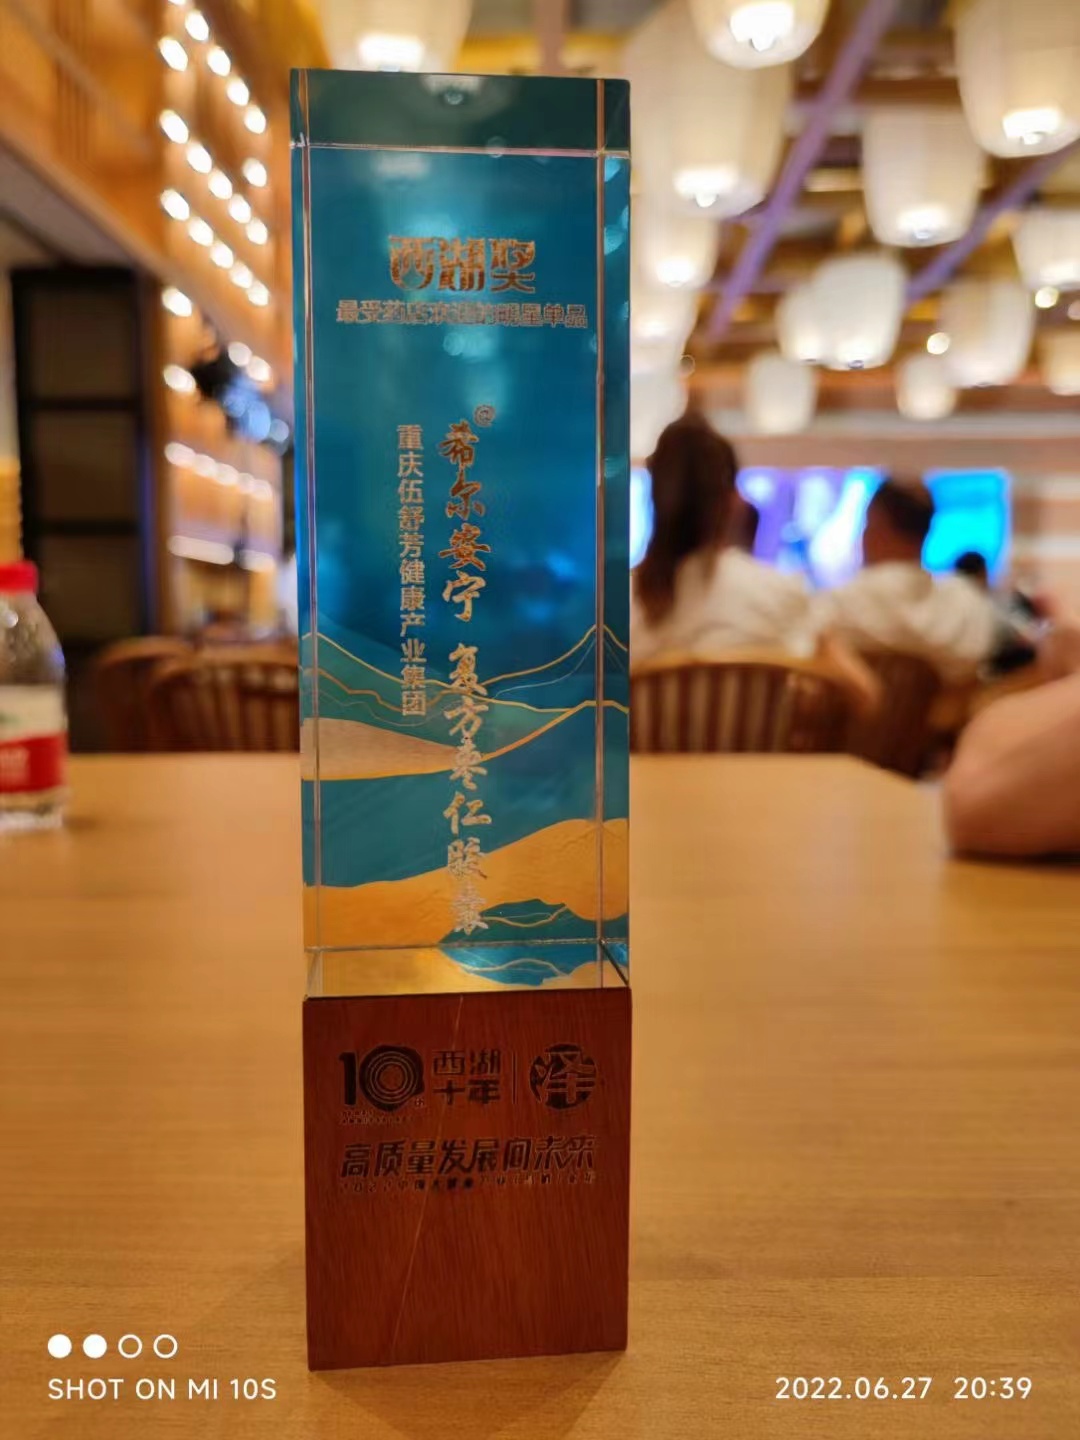 西湖奖
最受药店欢迎的明星单品
希尔安宁®
复方枣仁胶囊
重庆伍舒芳健康产业集团
10th
西湖
十年
泽
高质量发展 向未来
SHOT ON MI 10S
2022.06.27 20:39